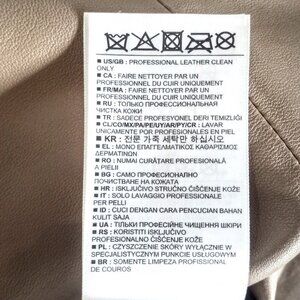 ■ US/GB : PROFESSIONAL LEATHER CLEAN
ONLY
■ CA : FAIRE NETTOYER PAR UN
PROFESSIONNEL DU CUIR UNIQUEMENT
■ FR/MA : FAIRE NETTOYER PAR UN
PROFESSIONNEL DU CUIR UNIQUEMENT
■ RU : ТОЛЬКО ПРОФЕССИОНАЛЬНАЯ
ЧИСТКА КОЖИ
■ TR : SADECE PROFESYONEL DERI TEMIZLIĞI
■ CL/CO/MX/PA/PE/UY/AR/PY/CR : LAVAR
UNICAMENTE POR PROFESIONALES EN PIEL
■ KR : 전문 가죽 세탁만 하십시오
■ EL : ΜΟΝΟ ΕΠΑΓΓΕΛΜΑΤΙΚΟΣ ΚΑΘΑΡΙΣΜΟΣ
ΔΕΡΜΑΤΙΝΩΝ
■ RO : NUMAI CURĂȚARE PROFESIONALĂ
A PIELII
■ BG : САМО ПРОФЕСИОНАЛНО
ПОЧИСТВАНЕ НА КОЖАТА
■ HR : ISKLJUČIVO STRUČNO ČIŠĆENJE KOŽE
■ IT : SOLO LAVAGGIO PROFESSIONALE
PER PELLI
■ ID : CUCI DENGAN CARA PENCUCIAN BAHAN
KULIT SAJA
■ UA : ТІЛЬКИ ПРОФЕСІЙНЕ ЧИЩЕННЯ ШКІРИ
■ RS : KORISTITI ISKLJUČIVO
PROFESIONALNO ČIŠĆENJE KOŽE
■ PL : CZYSZCZENIE SKÓRY WYŁĄCZNIE W
SPECJALISTYCZNYM PUNKCIE USŁUGOWYM
■ BR : SOMENTE LIMPEZA PROFISSIONAL
DE COUROS